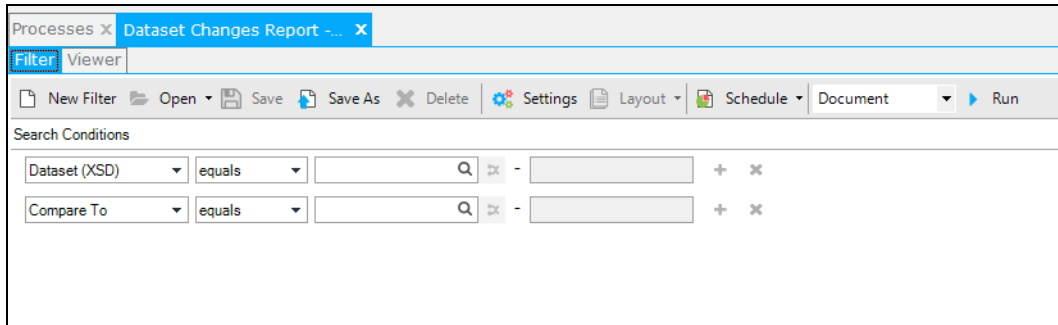 Processes X Dataset Changes Report -... X
Filter Viewer
New Filter Open Save Save As Delete Settings Layout Schedule Document Run
Search Conditions
Dataset (XSD) equals -
Compare To equals -